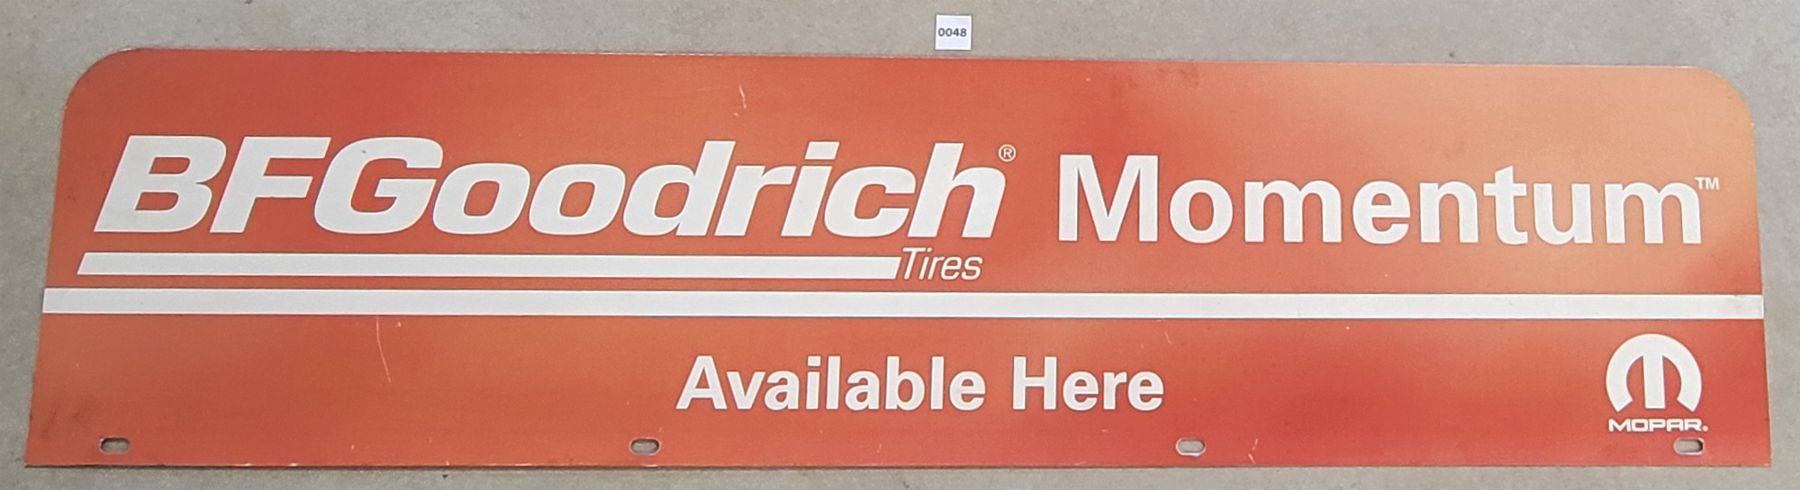 0048
BFGoodrich® Momentum™
Tires
Available Here
MOPAR.